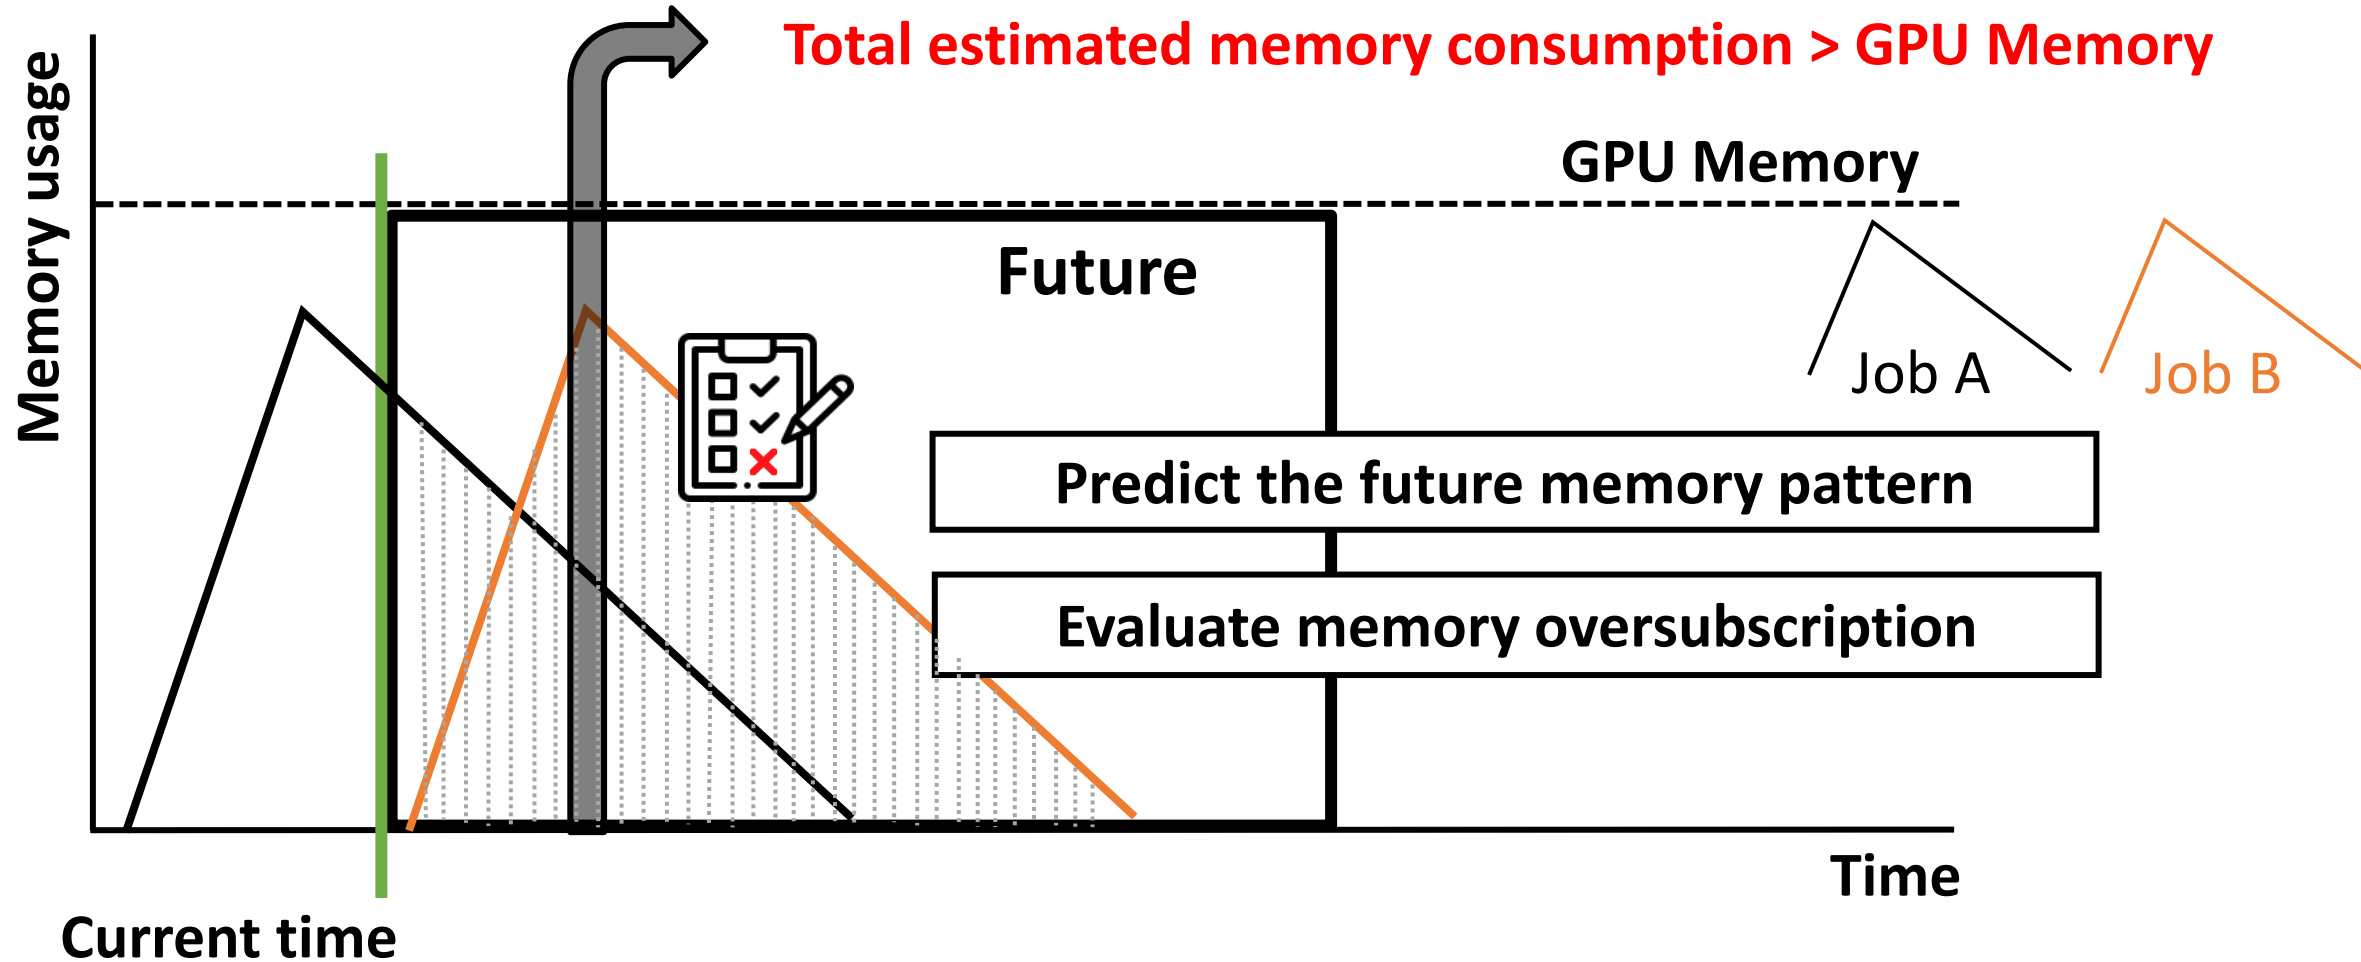 Total estimated memory consumption > GPU Memory
Memory usage
GPU Memory
Future
Job A
Job B
Predict the future memory pattern
Evaluate memory oversubscription
Time
Current time